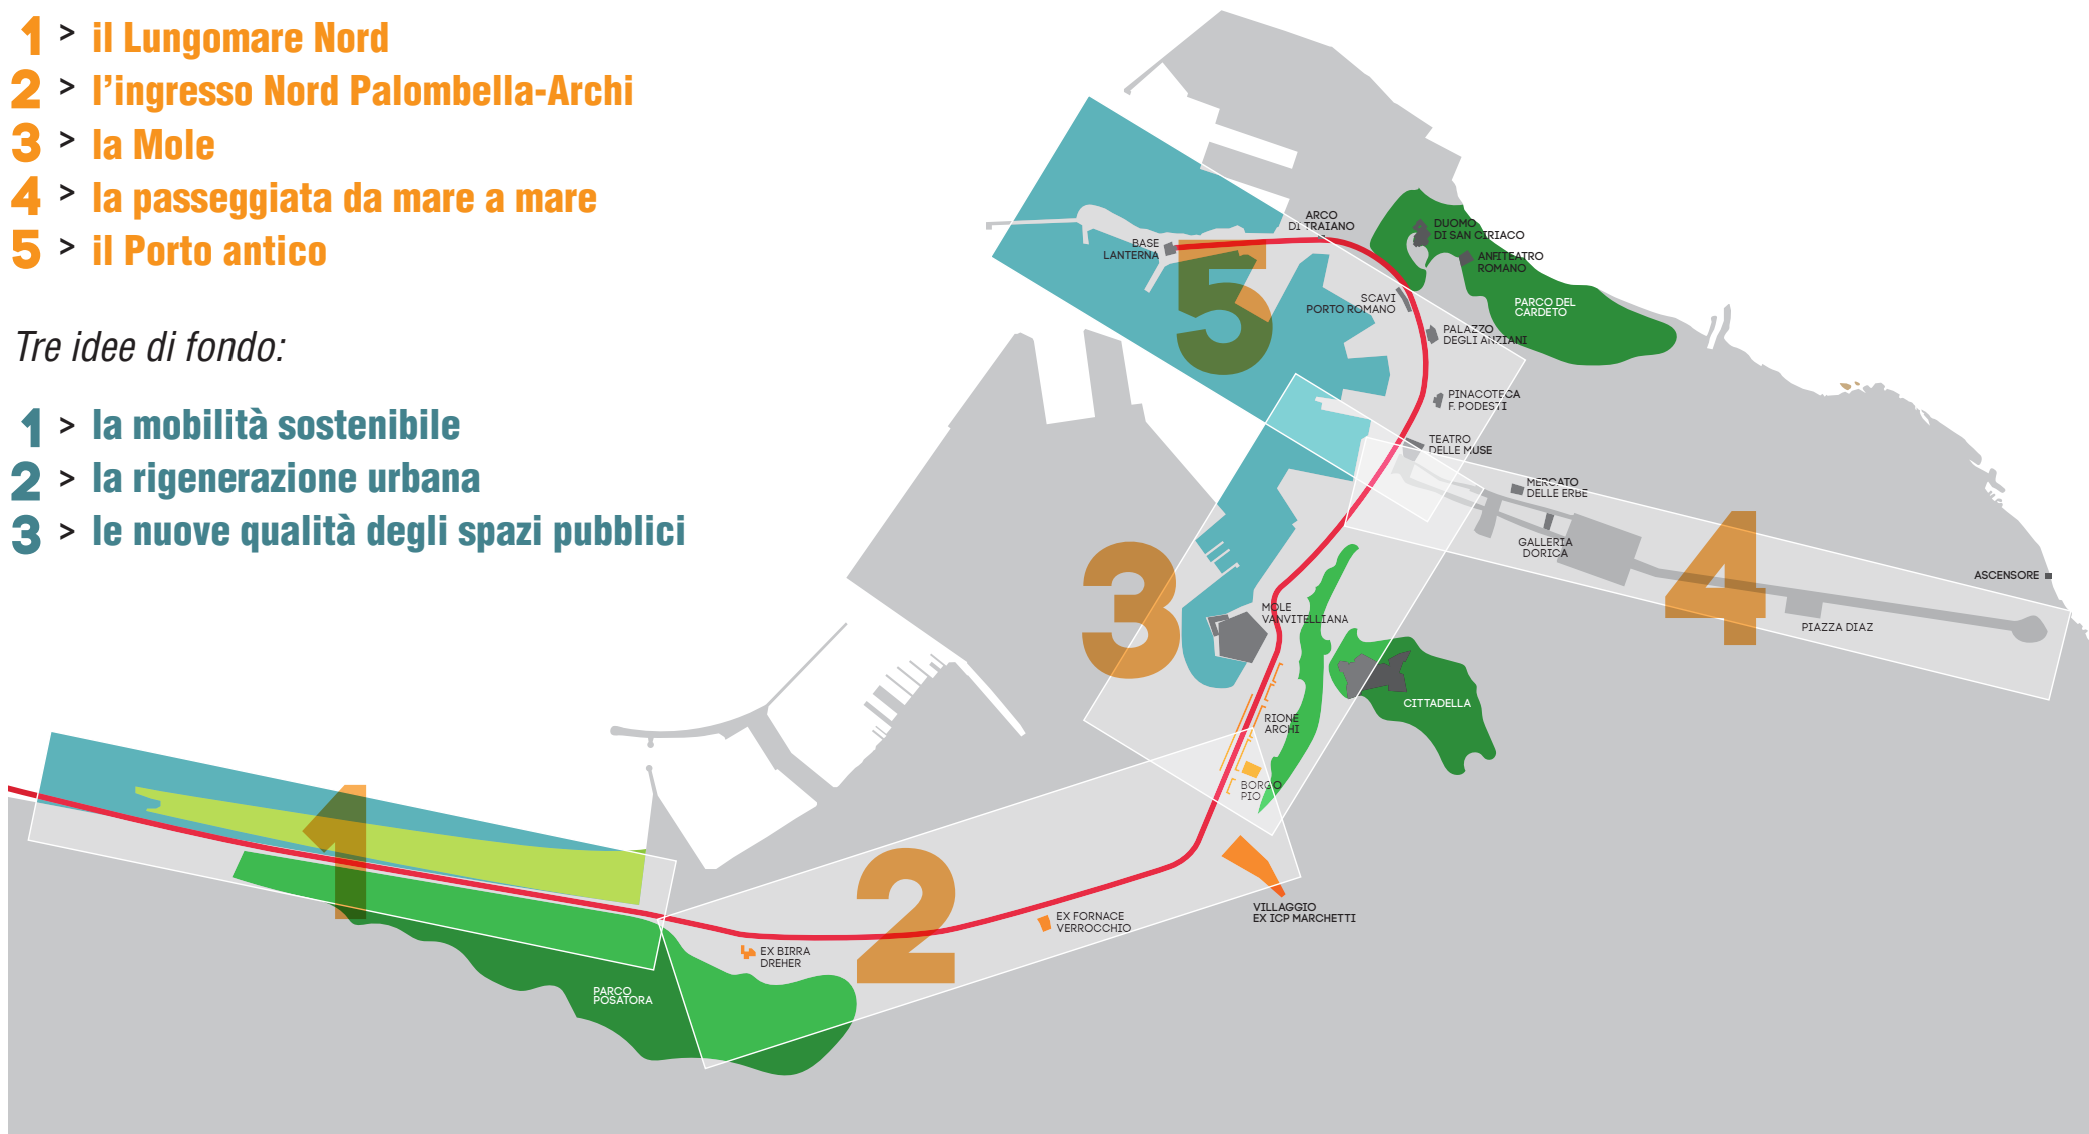 1 > il Lungomare Nord
2 > l'ingresso Nord Palombella-Archi
3 > la Mole
4 > la passeggiata da mare a mare
5 > il Porto antico
Tre idee di fondo:
1 > la mobilità sostenibile
2 > la rigenerazione urbana
3 > le nuove qualità degli spazi pubblici
ARCO
DI TRAIANO
DUOMO
DI SAN CIRIACO
BASE
LANTERNA
ANFITEATRO
ROMANO
5
SCAVI
PORTO ROMANO
PARCO DEL
CARDETO
PALAZZO
DEGLI ANZIANI
PINACOTECA
F. PODESTI
TEATRO
DELLE MUSE
MERCATO
DELLE ERBE
GALLERIA
DORICA
4
ASCENSORE
PIAZZA DIAZ
3
MOLE
VANVITELLIANA
CITTADELLA
RIONE
ARCHI
BORGO
PIO
1
2
VILLAGGIO
EX ICP MARCHETTI
EX FORNACE
VERROCCHIO
EX BIRRA
DREHER
PARCO
POSATORA